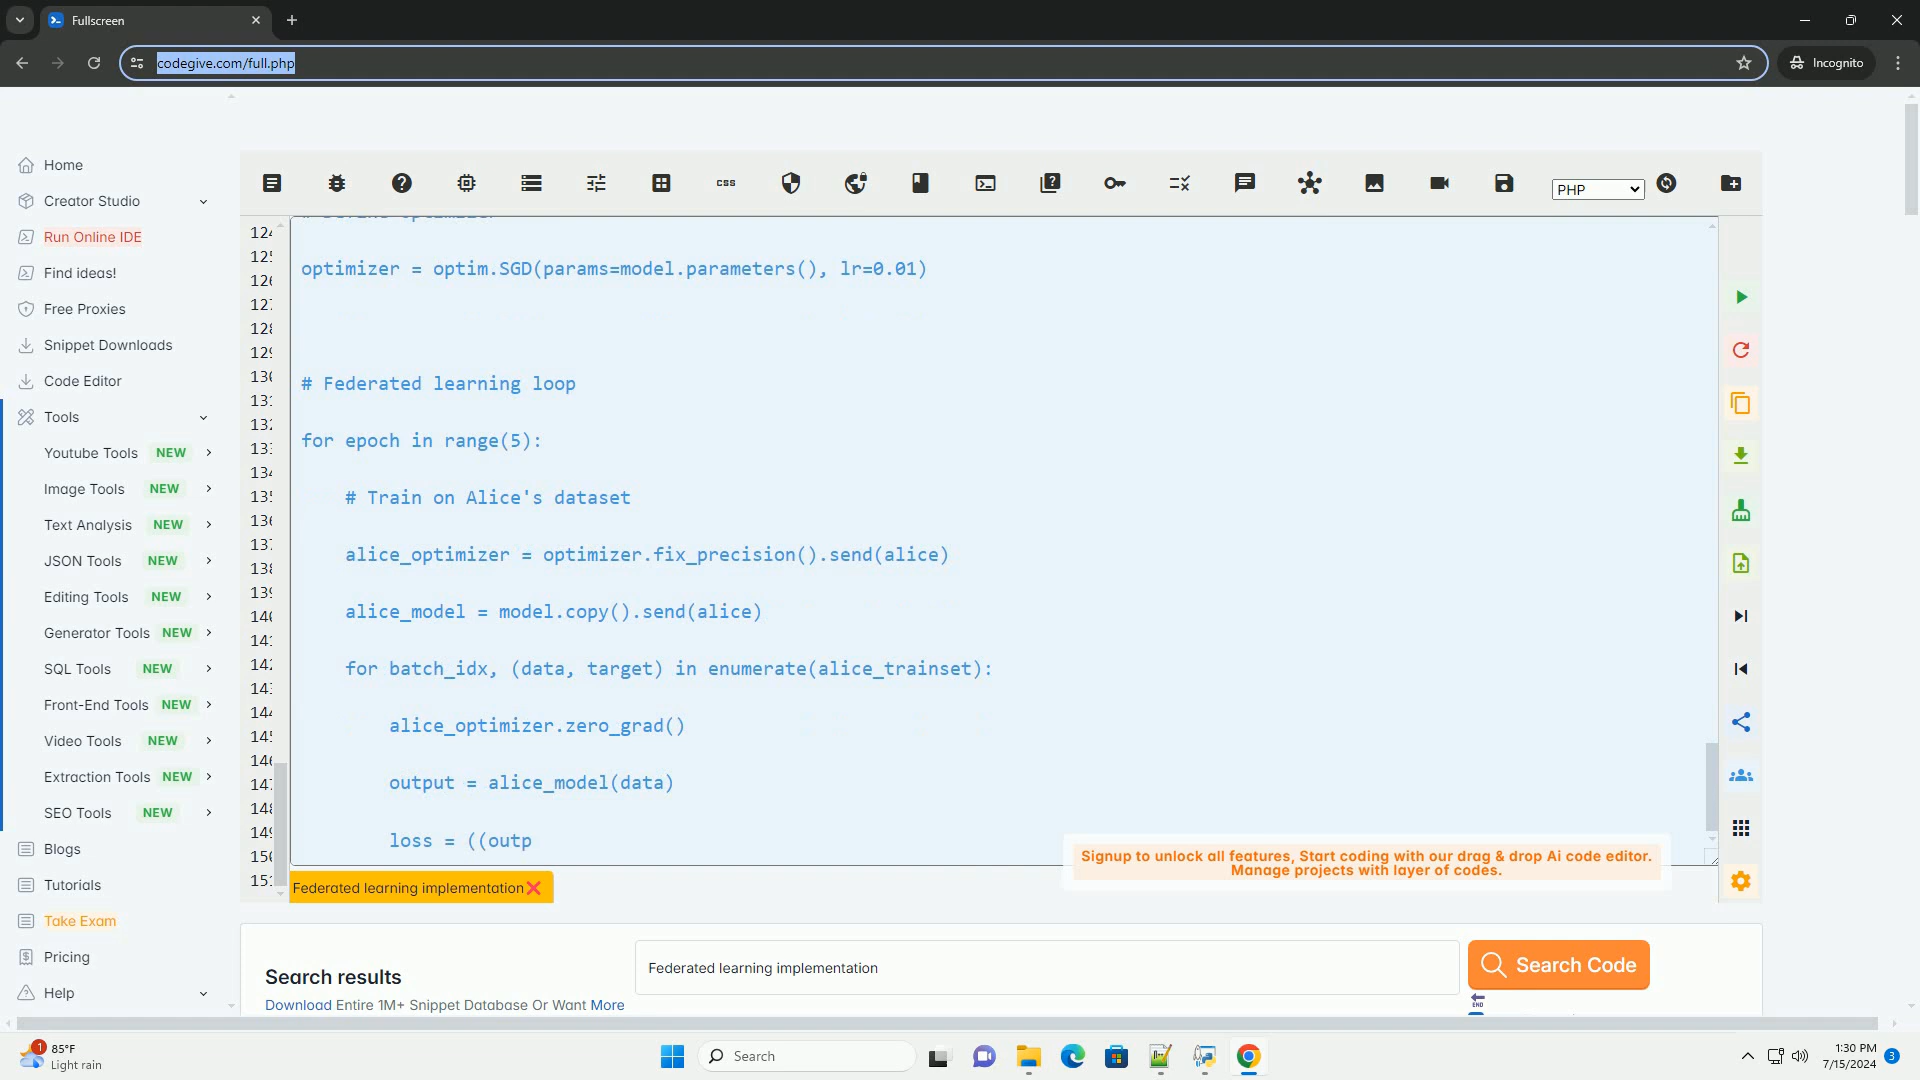 Fullscreen
codegive.com/full.php
Incognito
Home
Creator Studio
Run Online IDE
Find ideas!
Free Proxies
Snippet Downloads
Code Editor
Tools
Youtube Tools NEW
Image Tools NEW
Text Analysis NEW
JSON Tools NEW
Editing Tools NEW
Generator Tools NEW
SQL Tools NEW
Front-End Tools NEW
Video Tools NEW
Extraction Tools NEW
SEO Tools NEW
Blogs
Tutorials
Take Exam
Pricing
Help
css
PHP
optimizer = optim.SGD(params=model.parameters(), lr=0.01)
# Federated learning loop
for epoch in range(5):
# Train on Alice's dataset
alice_optimizer = optimizer.fix_precision().send(alice)
alice_model = model.copy().send(alice)
for batch_idx, (data, target) in enumerate(alice_trainset):
alice_optimizer.zero_grad()
output = alice_model(data)
loss = ((outp
Signup to unlock all features, Start coding with our drag & drop Ai code editor.
Manage projects with layer of codes.
Federated learning implementation
Search results
Federated learning implementation
Search Code
Download Entire 1M+ Snippet Database Or Want More
END
1
85°F
Light rain
Search
1:30 PM
7/15/2024
3